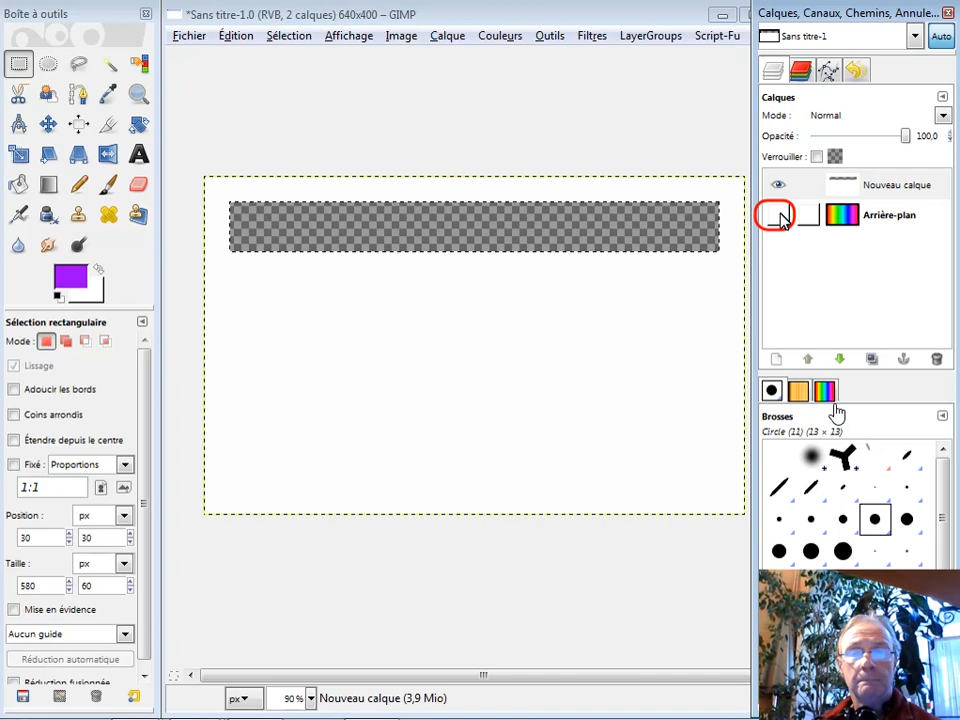 Boîte à outils
*Sans titre-1.0 (RVB, 2 calques) 640x400 – GIMP
Calques, Canaux, Chemins, Annule...
Fichier Édition Sélection Affichage Image Calque Couleurs Outils Filtres LayerGroups Script-Fu
Sans titre-1
Auto
Calques
Mode : Normal
Opacité : 100,0
Verrouiller :
Nouveau calque
Arrière-plan
Sélection rectangulaire
Mode :
Lissage
Adoucir les bords
Coins arrondis
Étendre depuis le centre
Fixé : Proportions
1:1
Position : px
30 30
Taille : px
580 60
Mise en évidence
Aucun guide
Réduction automatique
Réduction fusionnée
Brosses
Circle (11) (13 × 13)
px 90 % Nouveau calque (3,9 Mio)